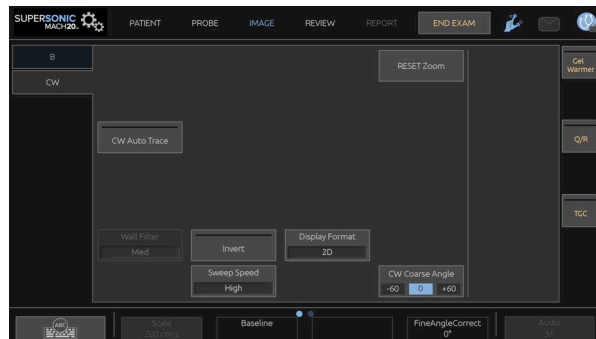 SUPERSONIC
MACH20.
PATIENT
PROBE
IMAGE
REVIEW
REPORT
END EXAM
B
CW
RESET Zoom
Gel
Warmer
CW Auto Trace
Q/R
TGC
Wall Filter
Med
Invert
Display Format
2D
Sweep Speed
High
CW Coarse Angle
-60 0 +60
ABC
Scale
200 cm/s
Baseline
FineAngleCorrect
0°
Audio
51